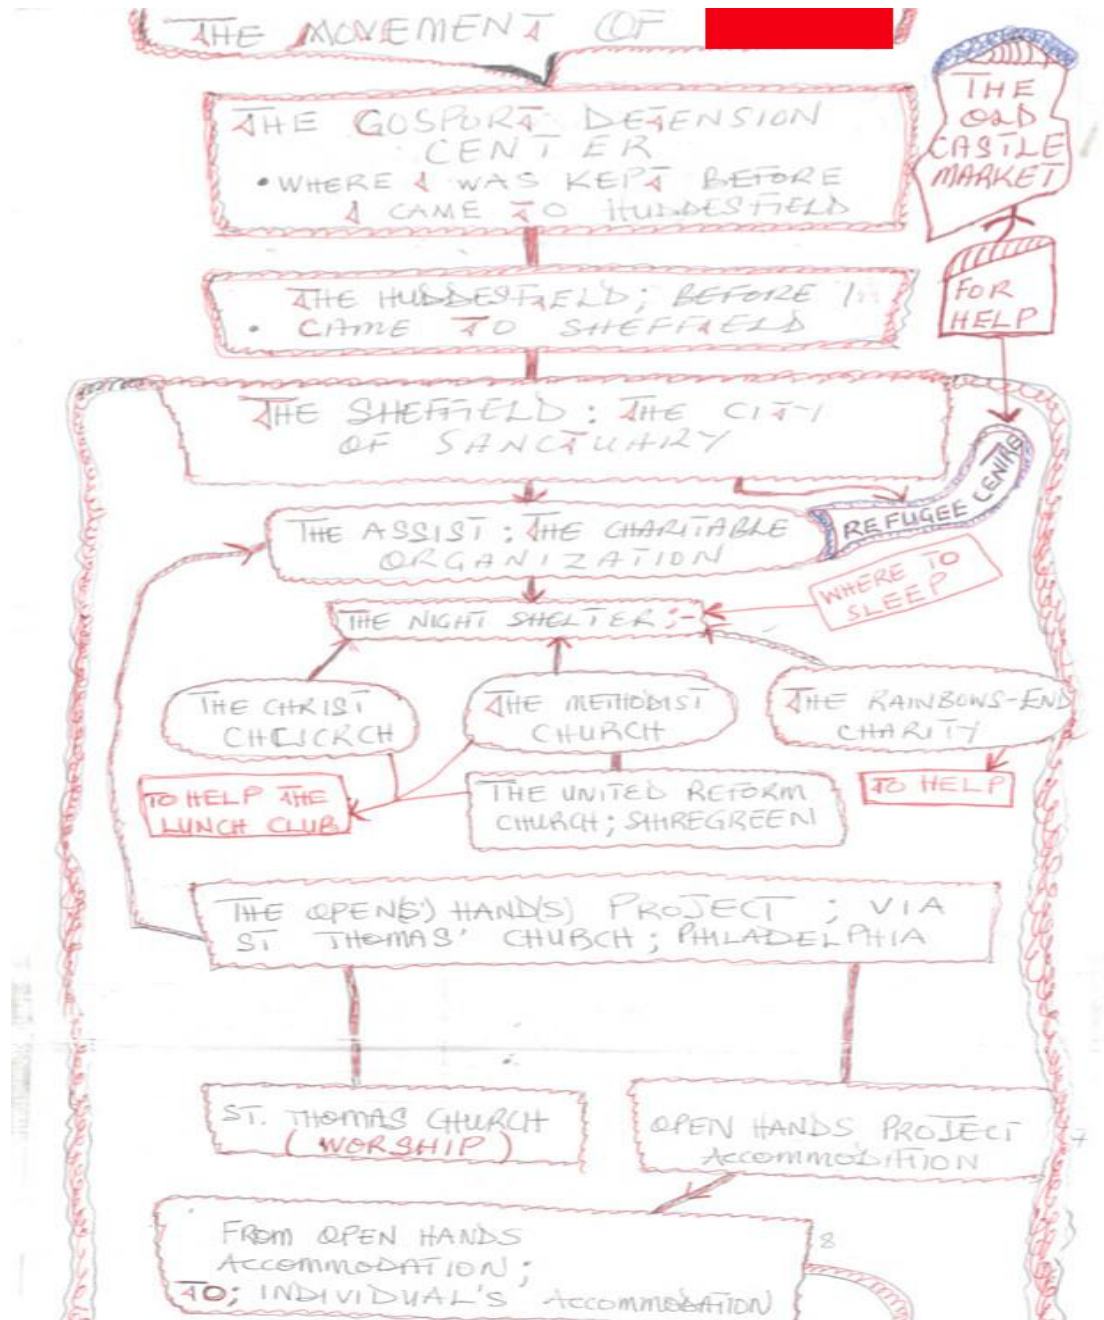 THE MOVEMENT OF
THE GOSPORT DETENSION
CENTER
• WHERE I WAS KEPT BEFORE
I CAME TO HUDDESFIELD
THE
OLD
CASTLE
MARKET
FOR
HELP
THE HUDDESFIELD; BEFORE I
• CAME TO SHEFFIELD
THE SHEFFIELD: THE CITY
OF SANCTUARY
REFUGEE CENTRE
THE ASSIST: THE CHARITABLE
ORGANIZATION
WHERE TO
SLEEP
THE NIGHT SHELTER:-
THE CHRIST
CHURCH
THE METHODIST
CHURCH
THE RAINBOWS-END
CHARITY
TO HELP THE
LUNCH CLUB
THE UNITED REFORM
CHURCH; SHIREGREEN
TO HELP
THE OPEN(S') HAND(S) PROJECT ; VIA
ST THOMAS' CHURCH; PHILADELPHIA
ST. THOMAS CHURCH
(WORSHIP)
OPEN HANDS PROJECT
ACCOMMODATION
7
FROM OPEN HANDS
ACCOMMODATION;
TO; INDIVIDUAL'S ACCOMMODATION
8